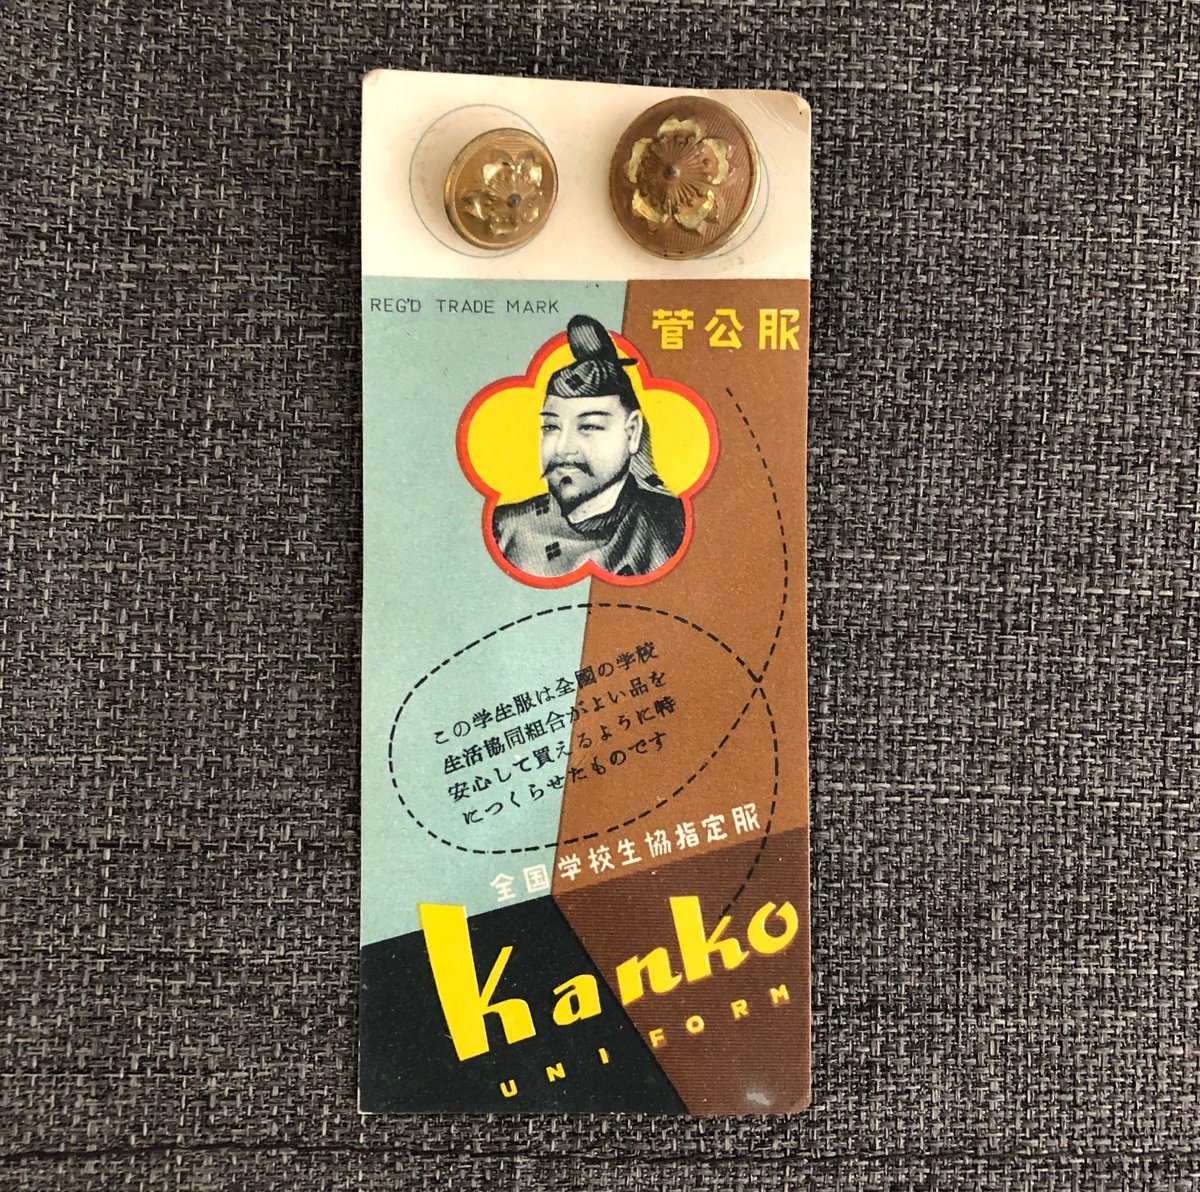 REG'D TRADE MARK
菅公服
この学生服は全國の学校
生活協同組合がよい品を
安心して買えるように特
につくらせたものです
全国学校生協指定服
kanko
UNIFORM